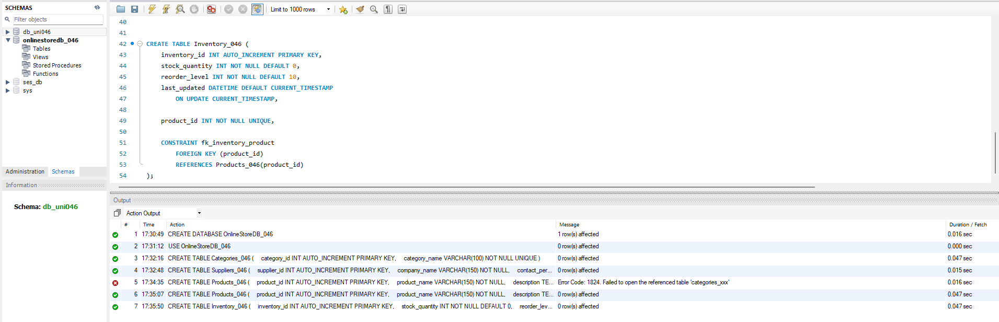 SCHEMAS
Filter objects
db_uni046
onlinestoredb_046
Tables
Views
Stored Procedures
Functions
ses_db
sys
Administration Schemas
Information
Schema: db_uni046
Limit to 1000 rows
40
41
42 CREATE TABLE Inventory_046 (
43 inventory_id INT AUTO_INCREMENT PRIMARY KEY,
44 stock_quantity INT NOT NULL DEFAULT 0,
45 reorder_level INT NOT NULL DEFAULT 10,
46 last_updated DATETIME DEFAULT CURRENT_TIMESTAMP
47 ON UPDATE CURRENT_TIMESTAMP,
48
49 product_id INT NOT NULL UNIQUE,
50
51 CONSTRAINT fk_inventory_product
52 FOREIGN KEY (product_id)
53 REFERENCES Products_046(product_id)
54 );
Output
Action Output
# Time Action Message Duration / Fetch
1 17:30:49 CREATE DATABASE OnlineStoreDB_046 1 row(s) affected 0.016 sec
2 17:31:12 USE OnlineStoreDB_046 0 row(s) affected 0.000 sec
3 17:32:16 CREATE TABLE Categories_046 ( category_id INT AUTO_INCREMENT PRIMARY KEY, category_name VARCHAR(100) NOT NULL UNIQUE ) 0 row(s) affected 0.047 sec
4 17:32:48 CREATE TABLE Suppliers_046 ( supplier_id INT AUTO_INCREMENT PRIMARY KEY, company_name VARCHAR(150) NOT NULL, contact_per... 0 row(s) affected 0.015 sec
5 17:34:35 CREATE TABLE Products_046 ( product_id INT AUTO_INCREMENT PRIMARY KEY, product_name VARCHAR(150) NOT NULL, description TE... Error Code: 1824. Failed to open the referenced table 'categories_xxx' 0.016 sec
6 17:35:07 CREATE TABLE Products_046 ( product_id INT AUTO_INCREMENT PRIMARY KEY, product_name VARCHAR(150) NOT NULL, description TE... 0 row(s) affected 0.047 sec
7 17:35:50 CREATE TABLE Inventory_046 ( inventory_id INT AUTO_INCREMENT PRIMARY KEY, stock_quantity INT NOT NULL DEFAULT 0, reorder_lev... 0 row(s) affected 0.047 sec